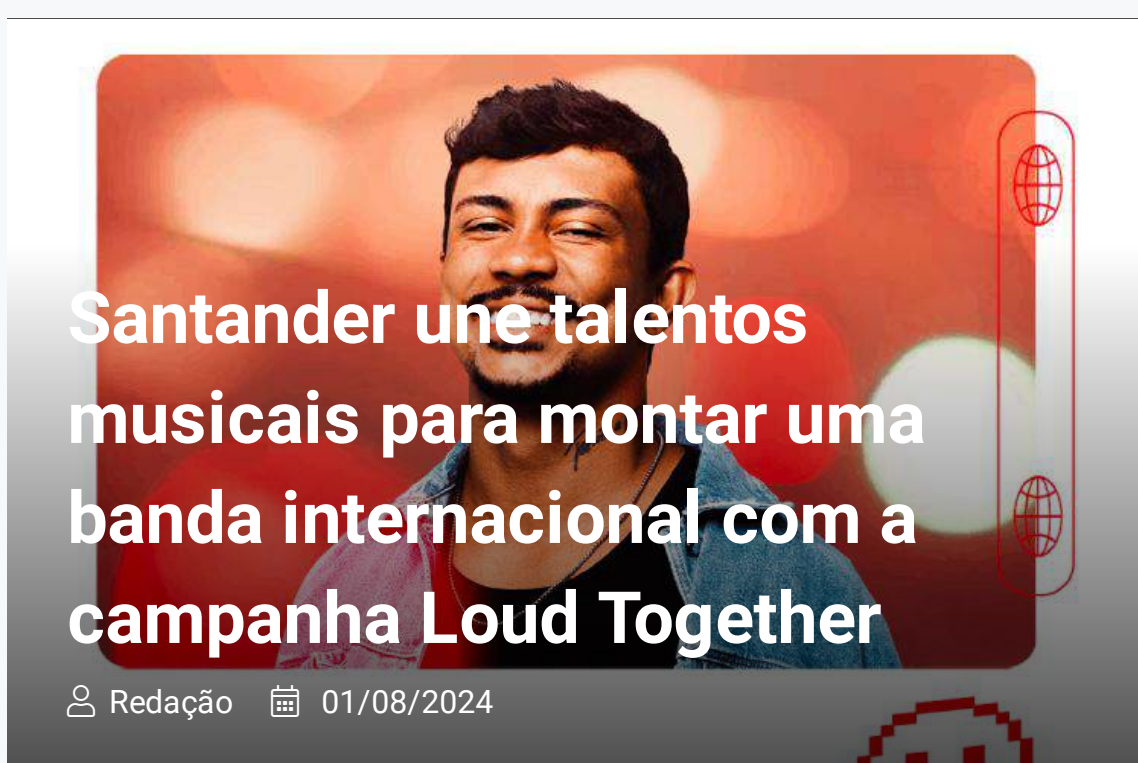 Santander une talentos
musicais para montar uma
banda internacional com a
campanha Loud Together
Redação 01/08/2024